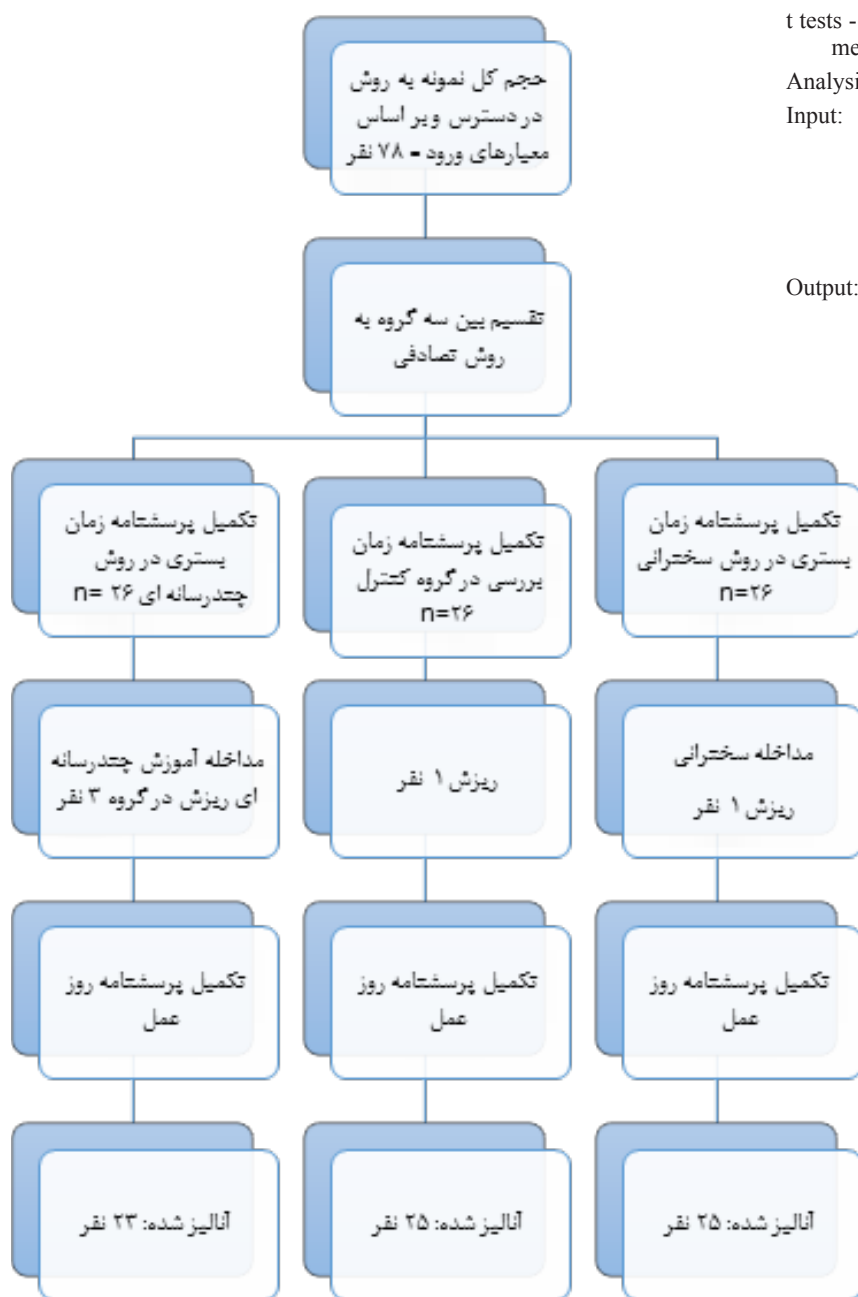 حجم کل نمونه به روش
در دسترس و بر اساس
معیارهای ورود = ۷۸ نفر
تقسیم بین سه گروه به
روش تصادفی
تکمیل پرسشنامه زمان
بستری در روش سخنرانی
n=۲۶
تکمیل پرسشنامه زمان
بررسی در گروه کنترل
n=۲۶
تکمیل پرسشنامه زمان
بستری در روش
چندرسانه ای ۲۶ =n
مداخله سخنرانی
ریزش ۱ نفر
ریزش ۱ نفر
مداخله آموزش چندرسانه
ای ریزش در گروه ۳ نفر
تکمیل پرسشنامه روز
عمل
تکمیل پرسشنامه روز
عمل
تکمیل پرسشنامه روز
عمل
آنالیز شده: ۲۵ نفر
آنالیز شده: ۲۵ نفر
آنالیز شده: ۲۳ نفر
t tests -
Input:
Output: